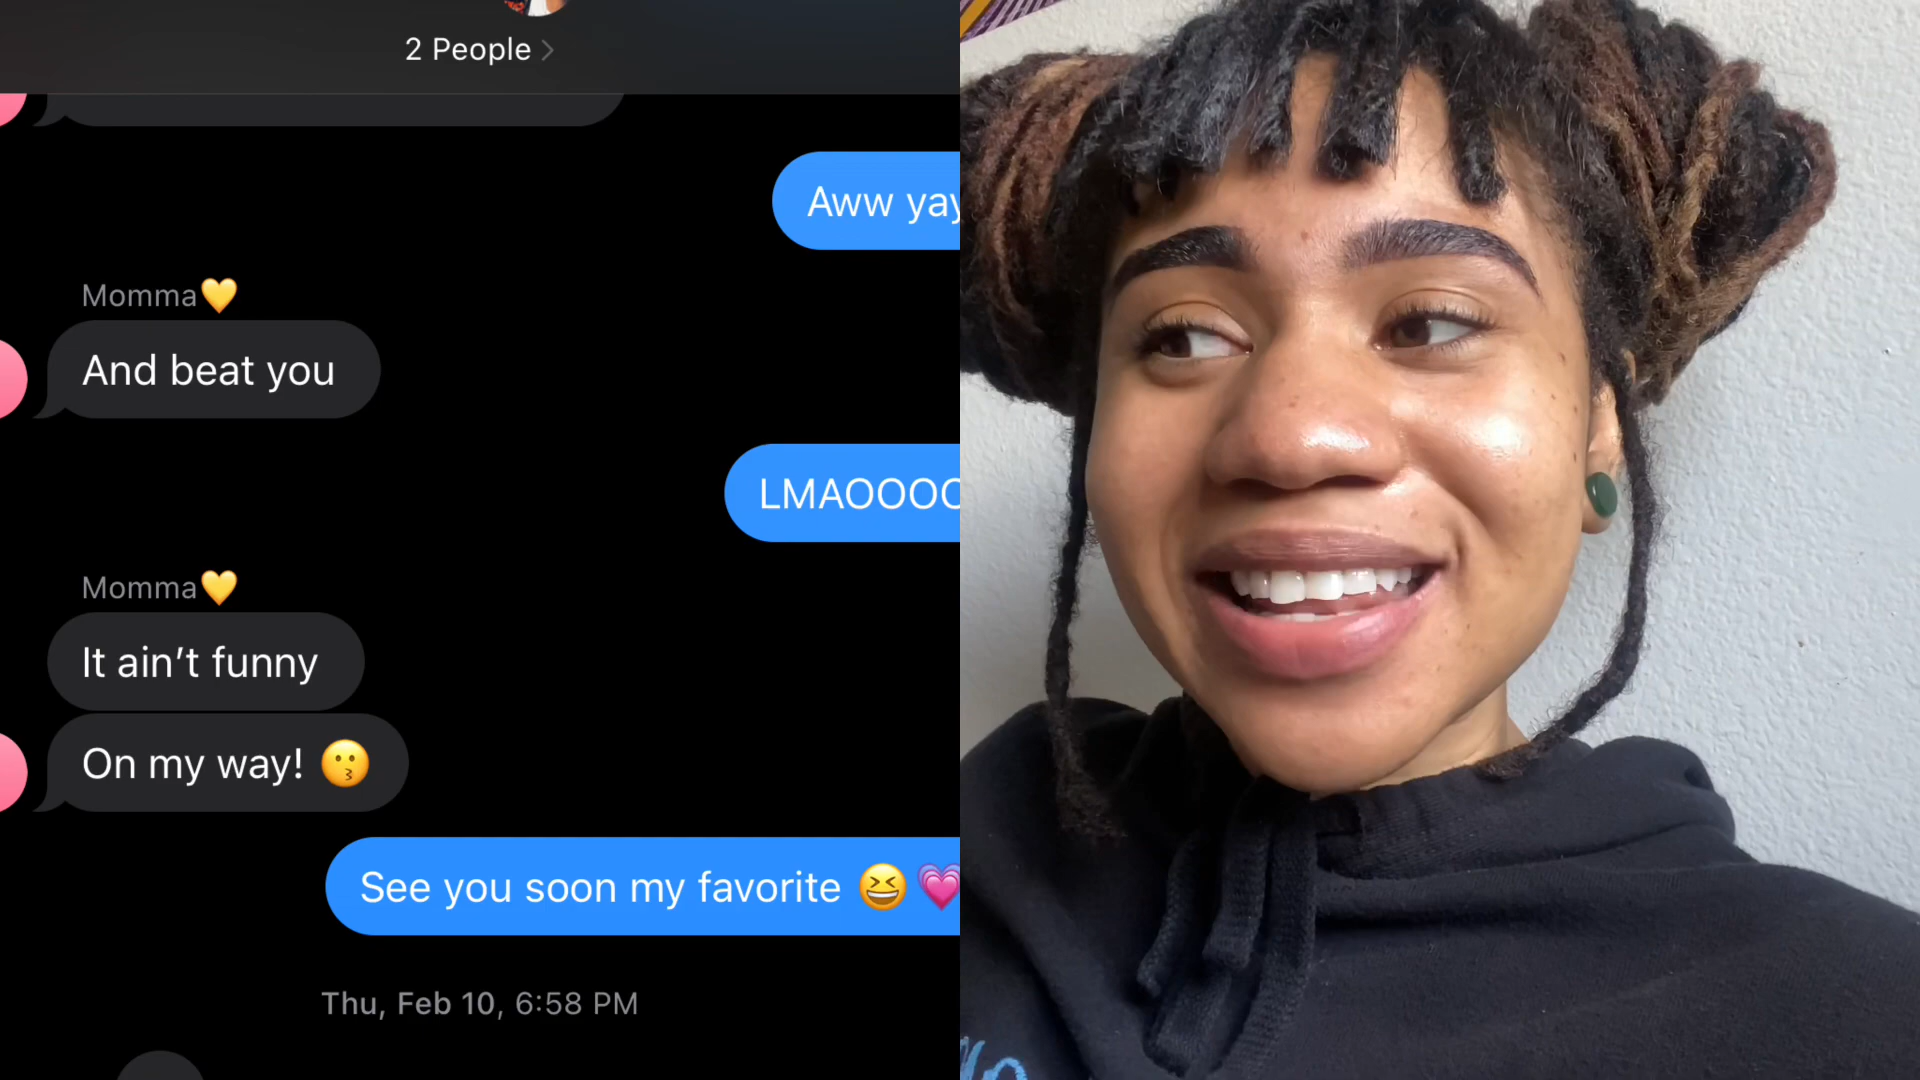 2 People
Aww yay
Momma💛
And beat you
LMAOOOO
Momma💛
It ain't funny
On my way! 😗
See you soon my favorite 😆 💗
Thu, Feb 10, 6:58 PM